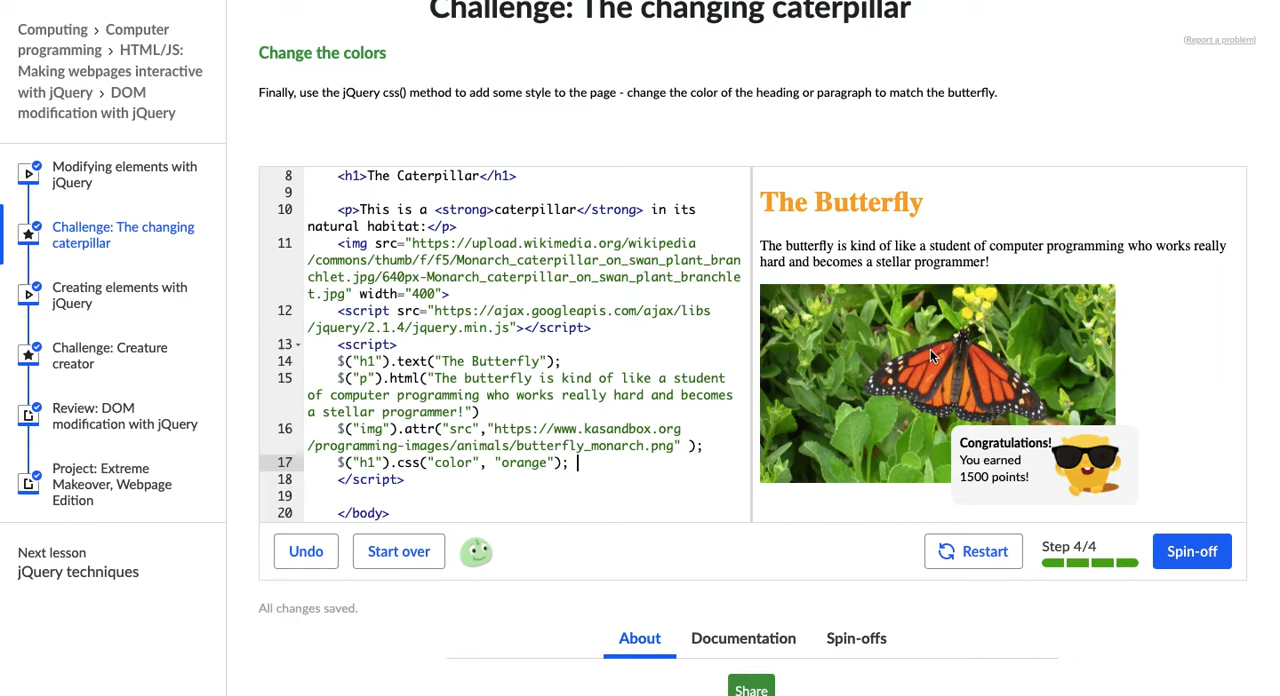 Computing › Computer
programming › HTML/JS:
Making webpages interactive
with jQuery › DOM
modification with jQuery
Modifying elements with
jQuery
Challenge: The changing
caterpillar
Creating elements with
jQuery
Challenge: Creature
creator
Review: DOM
modification with jQuery
Project: Extreme
Makeover, Webpage
Edition
Next lesson
jQuery techniques
Challenge: The changing caterpillar
(Report a problem)
Change the colors
Finally, use the jQuery css() method to add some style to the page - change the color of the heading or paragraph to match the butterfly.
8 <h1>The Caterpillar</h1>
9
10 <p>This is a <strong>caterpillar</strong> in its
natural habitat:</p>
11 <img src="https://upload.wikimedia.org/wikipedia
/commons/thumb/f/f5/Monarch_caterpillar_on_swan_plant_bran
chlet.jpg/640px-Monarch_caterpillar_on_swan_plant_branchle
t.jpg" width="400">
12 <script src="https://ajax.googleapis.com/ajax/libs
/jquery/2.1.4/jquery.min.js"></script>
13 <script>
14 $("h1").text("The Butterfly");
15 $("p").html("The butterfly is kind of like a student
of computer programming who works really hard and becomes
a stellar programmer!")
16 $("img").attr("src","https://www.kasandbox.org
/programming-images/animals/butterfly_monarch.png" );
17 $("h1").css("color", "orange");
18 </script>
19
20 </body>
The Butterfly
The butterfly is kind of like a student of computer programming who works really
hard and becomes a stellar programmer!
Congratulations!
You earned
1500 points!
Undo
Start over
Restart
Step 4/4
Spin-off
All changes saved.
About
Documentation
Spin-offs
Share